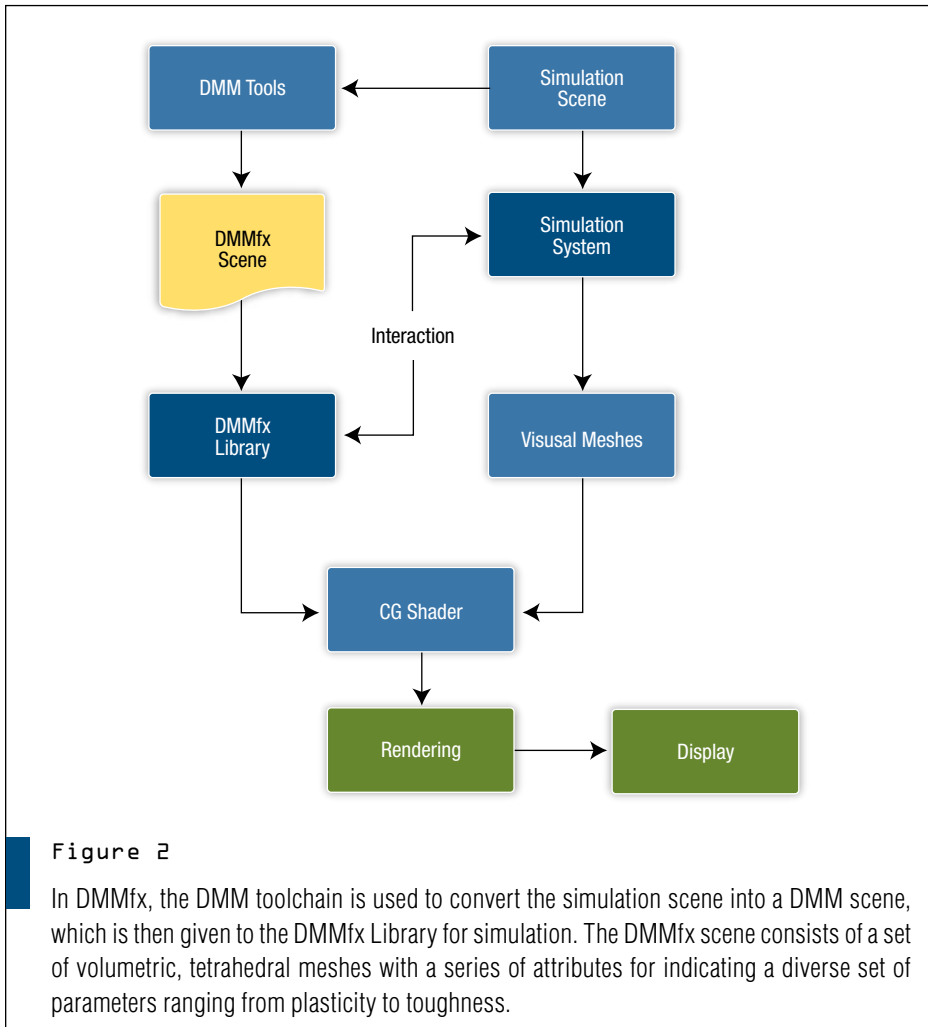 DMM Tools
Simulation
Scene
DMMfx
Scene
Simulation
System
Interaction
DMMfx
Library
Visusal Meshes
CG Shader
Rendering
Display
Figure 2
In DMMfx, the DMM toolchain is used to convert the simulation scene into a DMM scene,
which is then given to the DMMfx Library for simulation. The DMMfx scene consists of a set
of volumetric, tetrahedral meshes with a series of attributes for indicating a diverse set of
parameters ranging from plasticity to toughness.